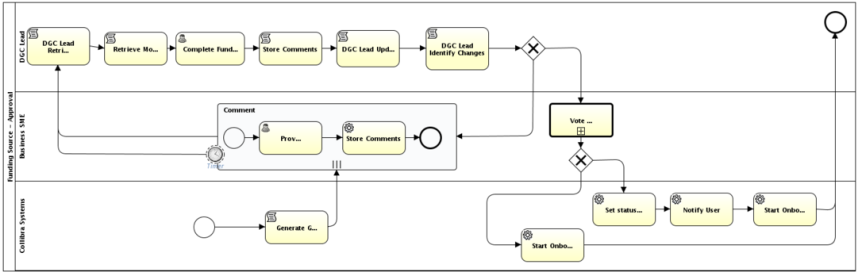 Funding Source - Approval
DGC Lead
DGC Lead
Retri...
Retrieve Mo...
Complete Fund...
Store Comments
DGC Lead Upd...
DGC Lead
Identify Changes
Business SME
Comment
Prov...
Store Comments
Timer
Vote ...
Collibra Systems
Generate G...
Set status...
Notify User
Start Onbo...
Start Onbo...